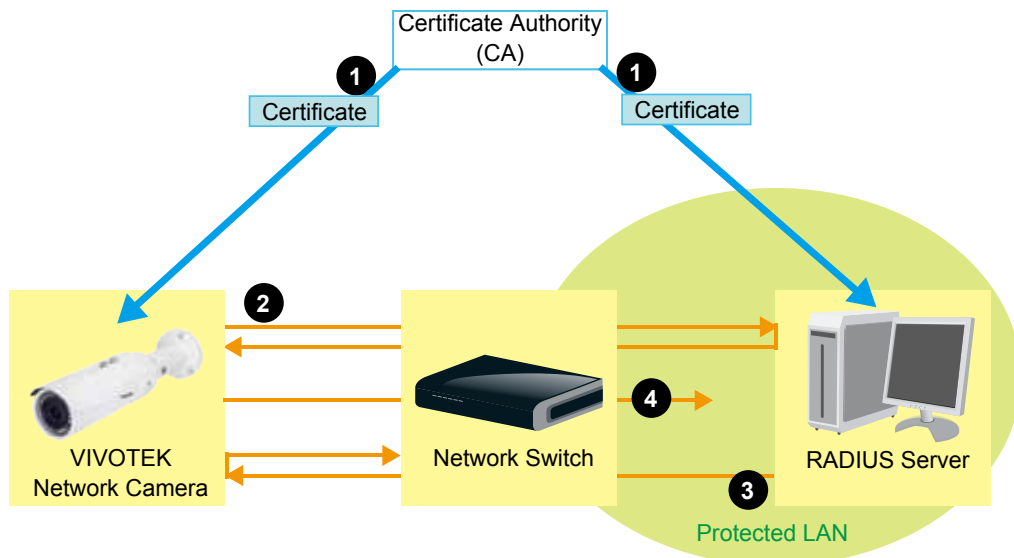 Certificate Authority
(CA)
1
1
Certificate
Certificate
2
4
VIVOTEK
Network Camera
Network Switch
RADIUS Server
3
Protected LAN